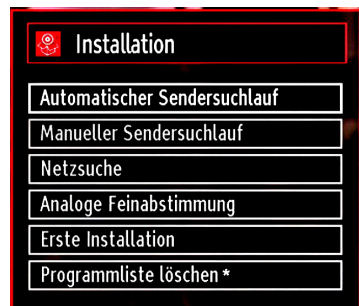 Installation
Automatischer Sendersuchlauf
Manueller Sendersuchlauf
Netzsuche
Analoge Feinabstimmung
Erste Installation
Programmliste löschen *